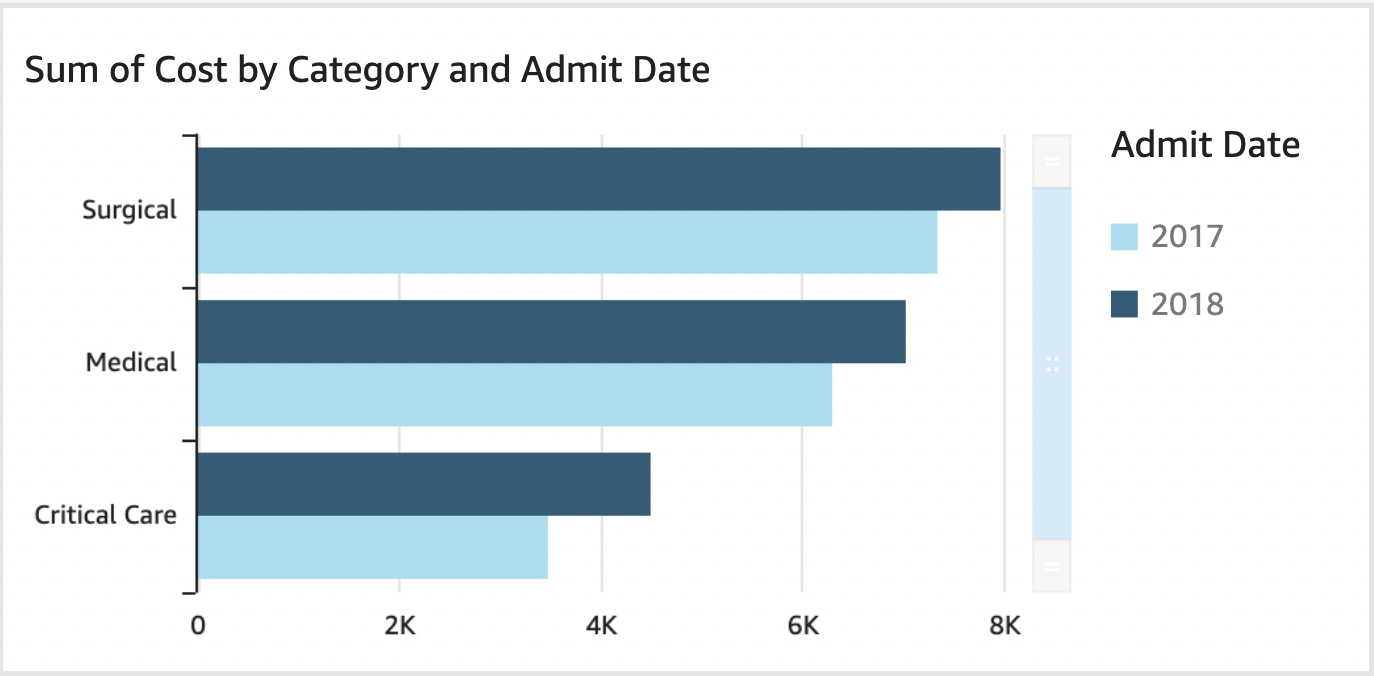 Sum of Cost by Category and Admit Date
Surgical
Medical
Critical Care
0 2K 4K 6K 8K
Admit Date
2017
2018